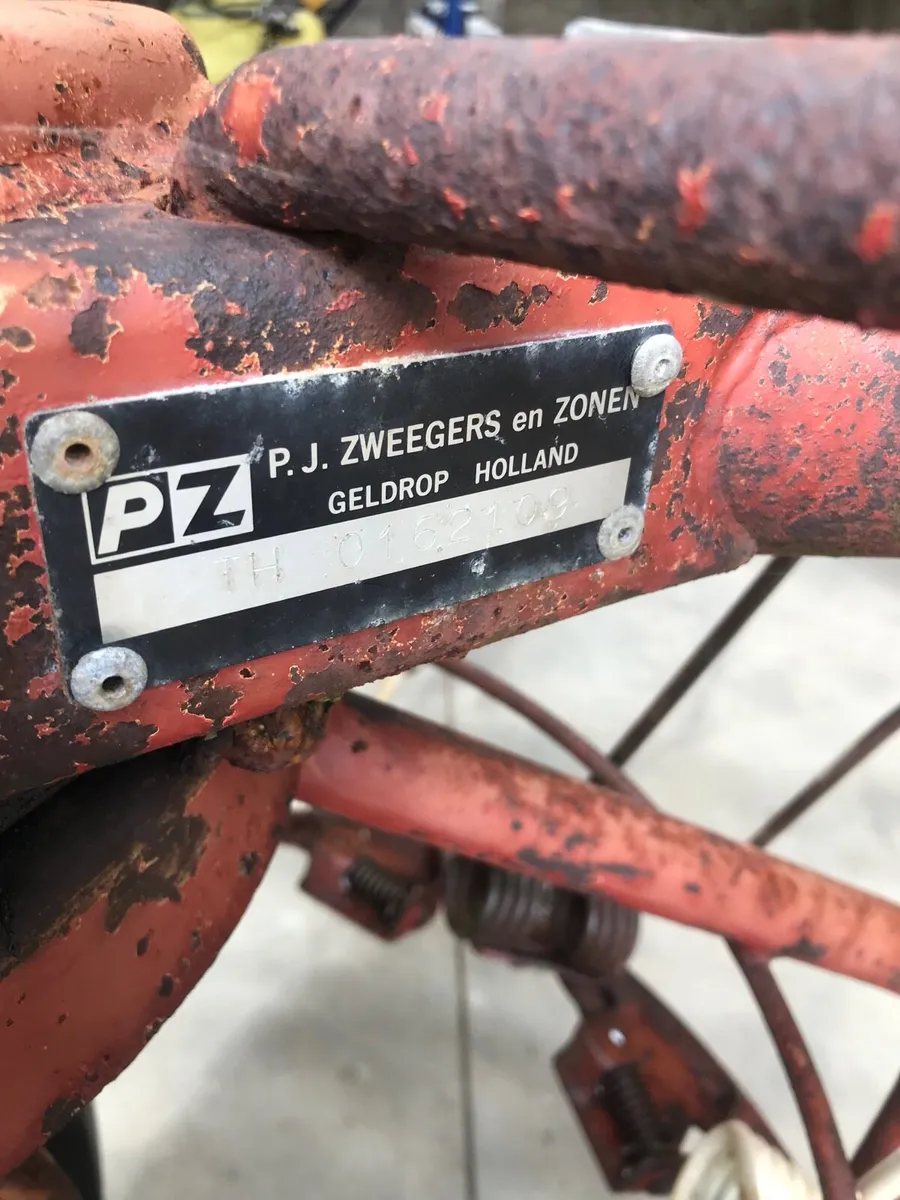 P.J. ZWEEGERS en ZONEN
PZ
GELDROP HOLLAND
TH 0162109